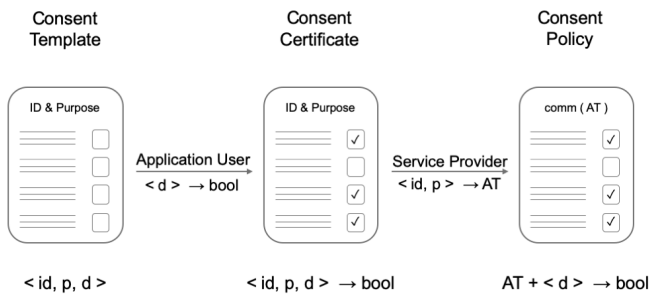 Consent
Template
Consent
Certificate
Consent
Policy
ID & Purpose
ID & Purpose
comm ( AT )
✓
✓
Application User
Service Provider
< d > → bool
< id, p > → AT
✓
✓
✓
✓
< id, p, d >
< id, p, d > → bool
AT + < d > → bool